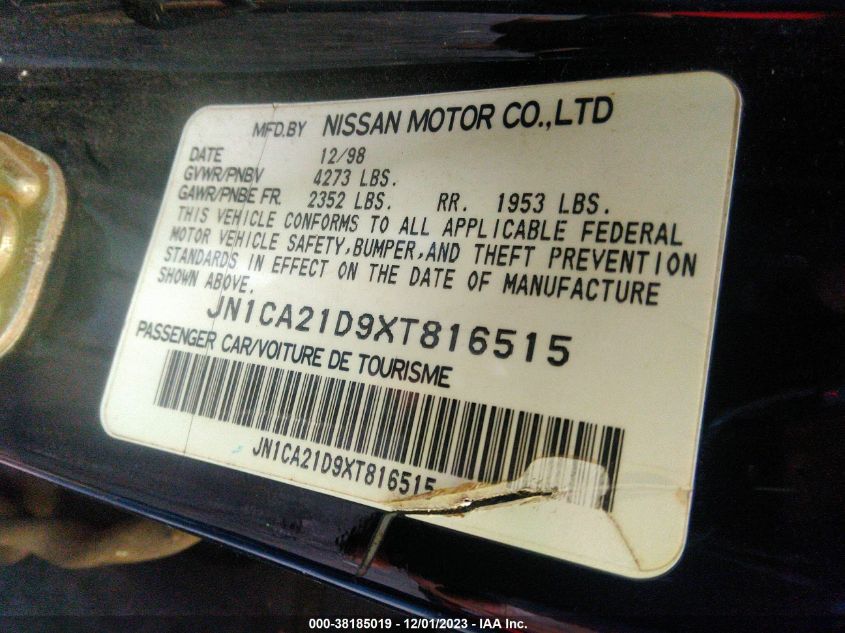 MFD.BY NISSAN MOTOR CO.,LTD
DATE 12/98
GVWR/PNBV 4273 LBS.
GAWR/PNBE FR. 2352 LBS. RR. 1953 LBS.
THIS VEHICLE CONFORMS TO ALL APPLICABLE FEDERAL
MOTOR VEHICLE SAFETY,BUMPER,AND THEFT PREVENTION
STANDARDS IN EFFECT ON THE DATE OF MANUFACTURE
SHOWN ABOVE.
JN1CA21D9XT816515
PASSENGER CAR/VOITURE DE TOURISME
JN1CA21D9XT816515
000-38185019 - 12/01/2023 - IAA Inc.